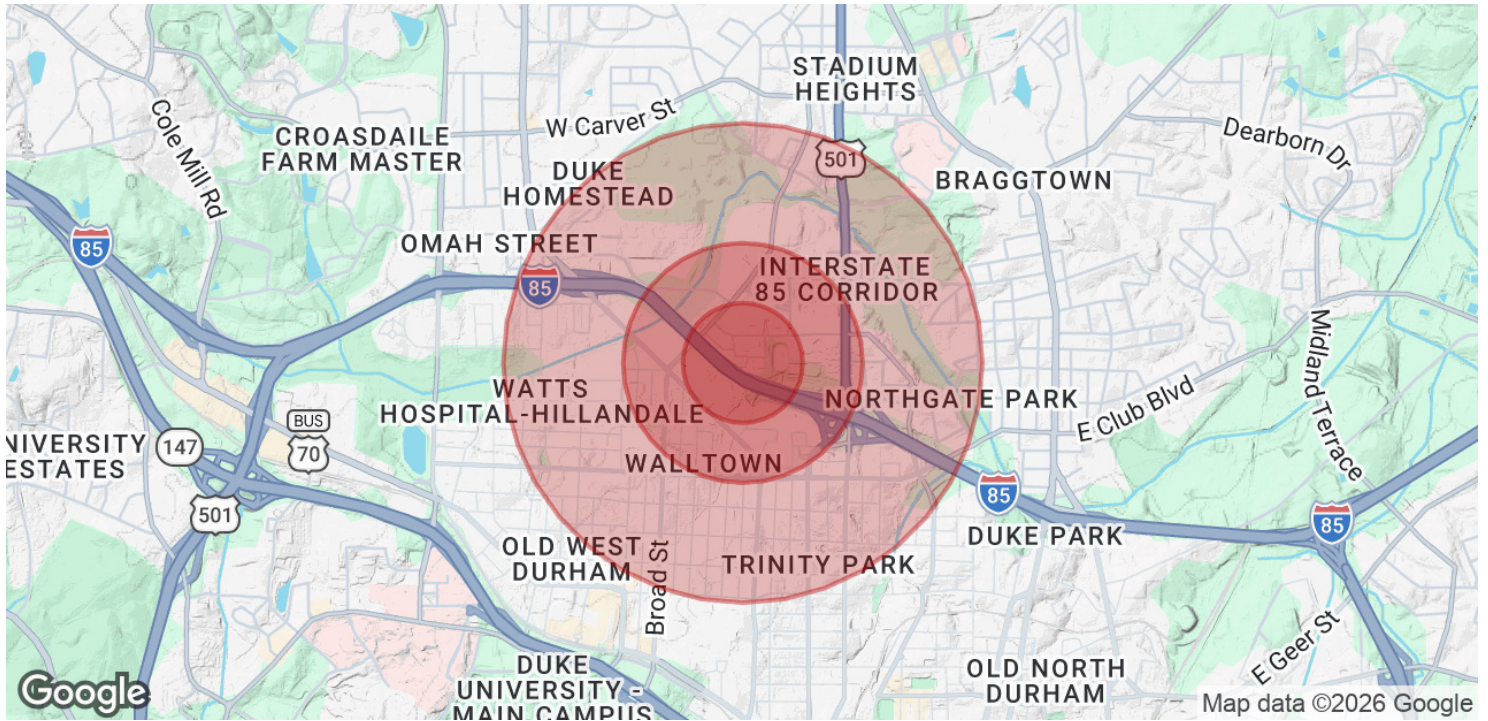 STADIUM
HEIGHTS
Cole Mill Rd
W Carver St
Dearborn Dr
CROASDAILE
FARM MASTER
501
DUKE
HOMESTEAD
BRAGGTOWN
85
OMAH STREET
85
INTERSTATE
85 CORRIDOR
Midland Terrace
WATTS
HOSPITAL-HILLANDALE
NORTHGATE PARK
E Club Blvd
BUS
70
147
NIVERSITY
ESTATES
WALLTOWN
85
85
501
DUKE PARK
OLD WEST
DURHAM
Broad St
TRINITY PARK
E Geer St
DUKE
UNIVERSITY -
MAIN CAMPUS
OLD NORTH
DURHAM
Google
Map data ©2026 Google